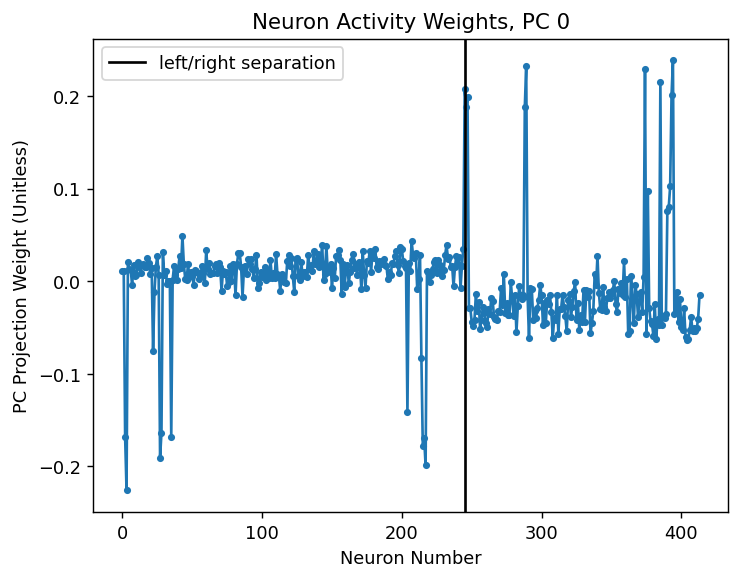 Neuron Activity Weights, PC 0
left/right separation
PC Projection Weight (Unitless)
0.2
0.1
0.0
−0.1
−0.2
0
100
200
300
400
Neuron Number